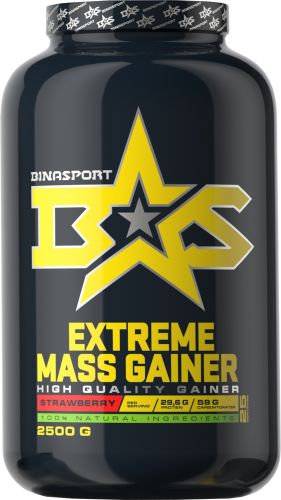 BINASPORT
BS
EXTREME
MASS GAINER
HIGH QUALITY GAINER
STRAWBERRY PER SERVING 29,6 G PROTEIN 59 G CARBOHYDRATES
100% NATURAL INGREDIENTS
2500 G